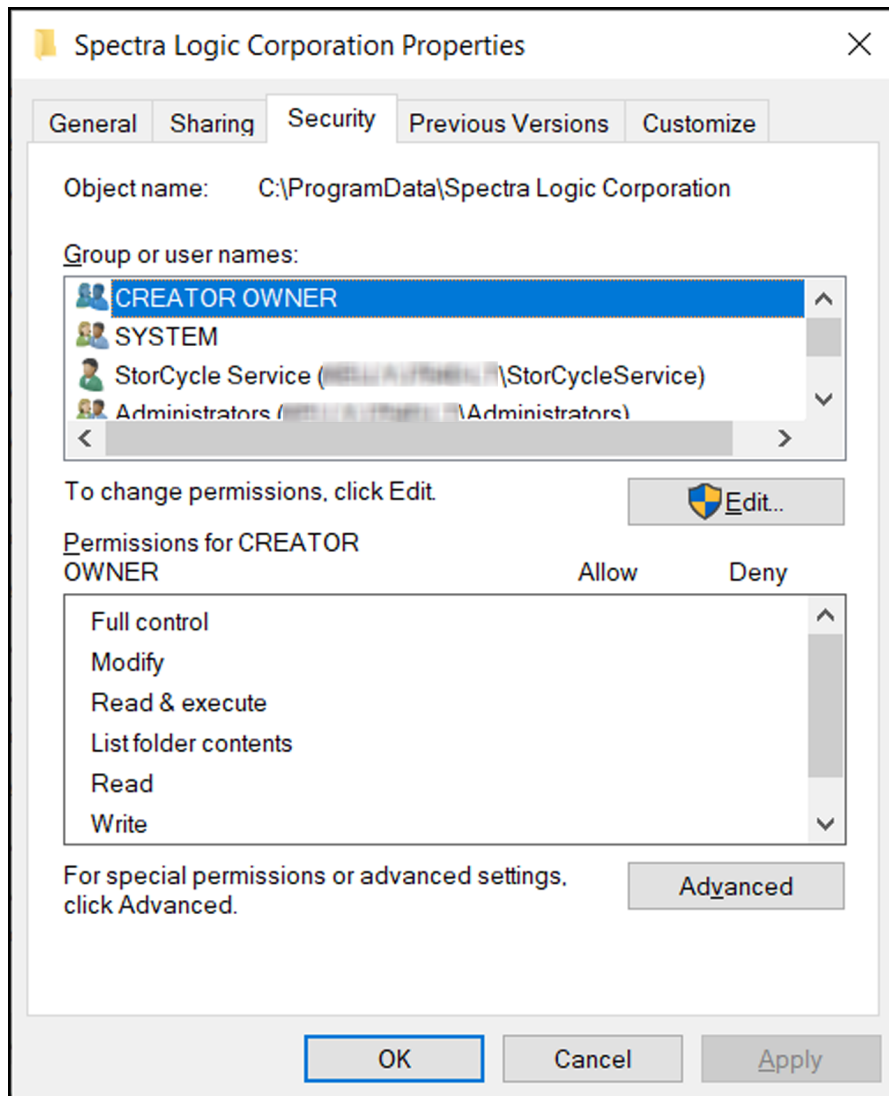 Spectra Logic Corporation Properties
General Sharing Security Previous Versions Customize
Object name: C:\ProgramData\Spectra Logic Corporation
Group or user names:
CREATOR OWNER
SYSTEM
StorCycle Service (\StorCycleService)
Administrators (\Administrators)
To change permissions, click Edit.
Edit...
Permissions for CREATOR
OWNER Allow Deny
Full control
Modify
Read & execute
List folder contents
Read
Write
For special permissions or advanced settings,
click Advanced.
Advanced
OK Cancel Apply